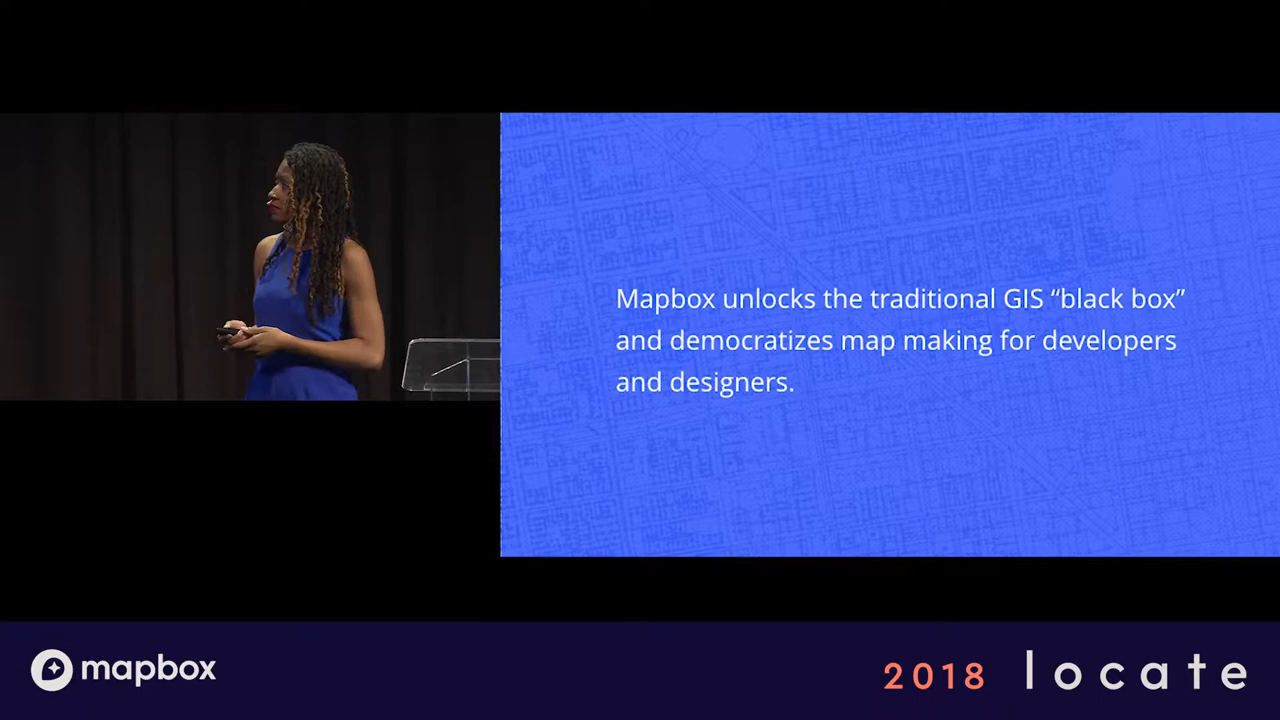 Mapbox unlocks the traditional GIS “black box”
and democratizes map making for developers
and designers.
mapbox
2018 locate